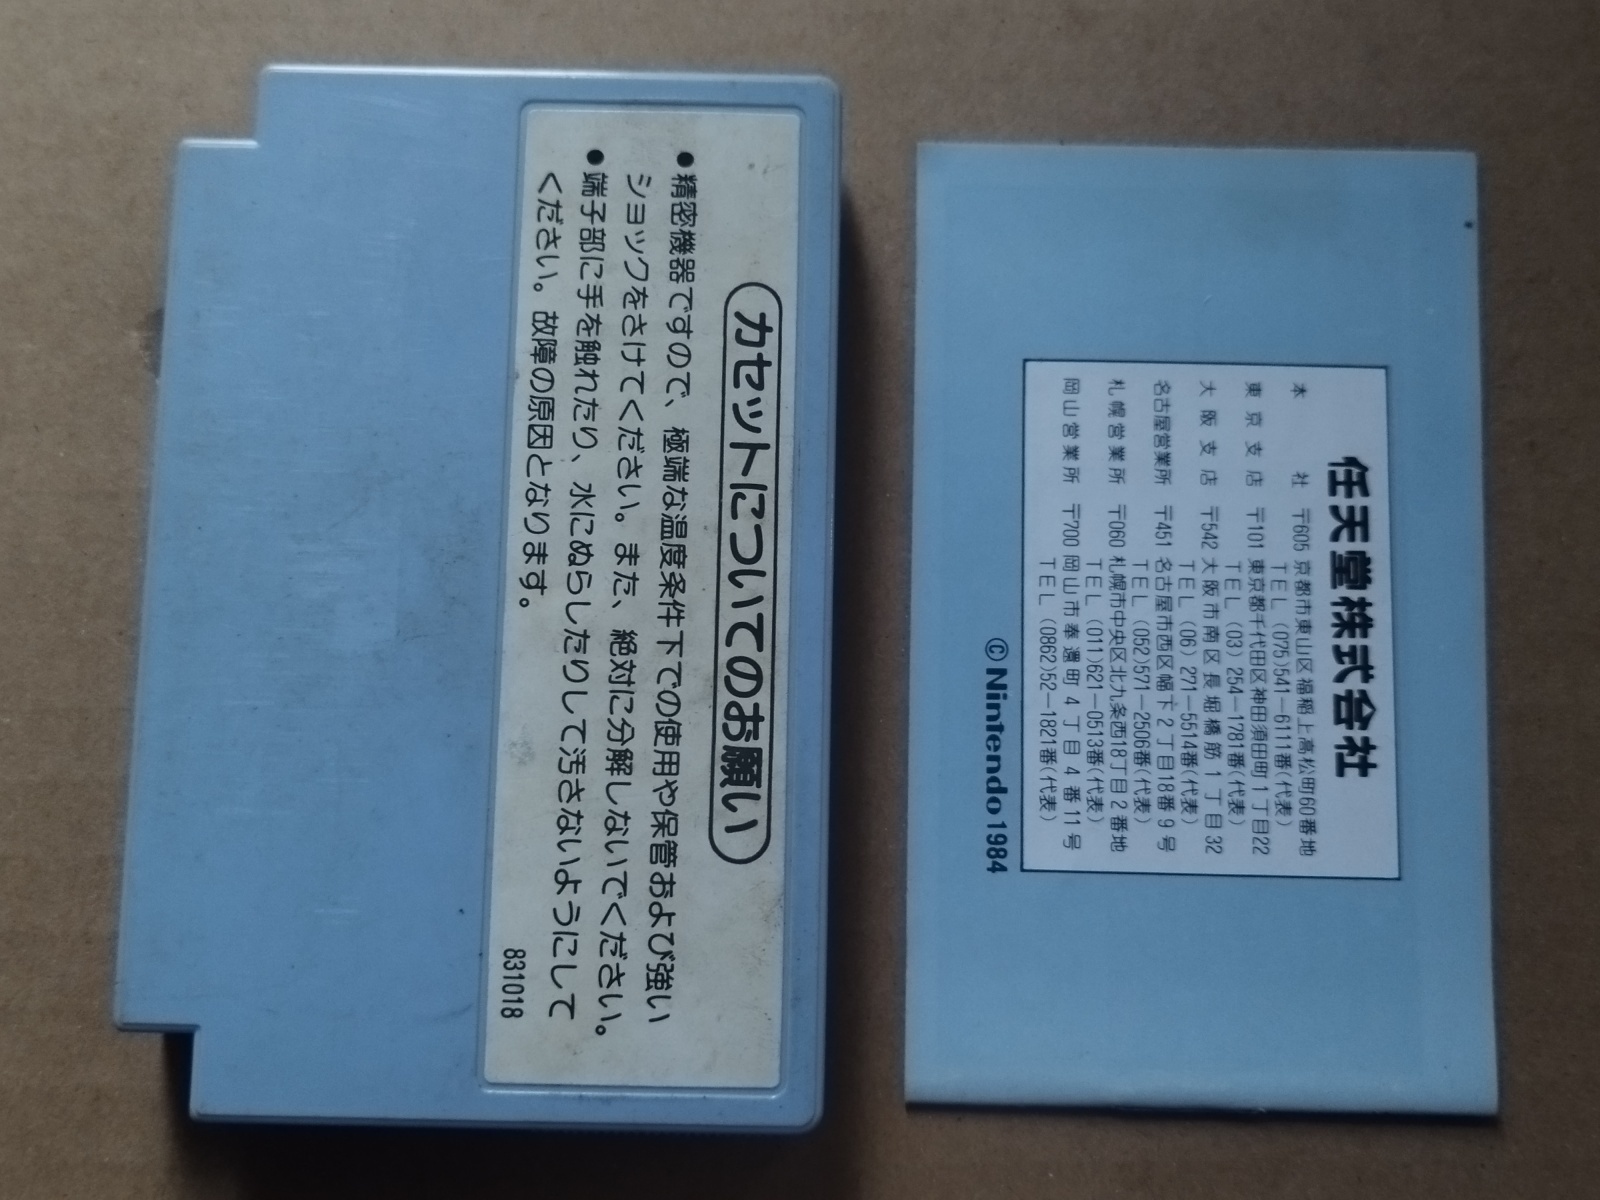 カセットについてのお願い
●精密機器ですので、極端な温度条件下での使用や保管および強い
ショックをさけてください。また、絶対に分解しないでください。
●端子部に手を触れたり、水にぬらしたりして汚さないようにして
ください。故障の原因となります。
831018
任天堂株式会社
本社 〒605 京都市東山区福稲上高松町60番地
TEL (075)541-6111番(代表)
東京支店 〒101 東京都千代田区神田須田町1丁目22
TEL (03) 254-1781番(代表)
大阪支店 〒542 大阪市南区長堀橋筋1丁目32
TEL (06) 271-5514番(代表)
名古屋営業所 〒451 名古屋市西区幅下2丁目18番9号
TEL (052)571-2506番(代表)
札幌営業所 〒060 札幌市中央区北九条西18丁目2番地
TEL (011)621-0513番(代表)
岡山営業所 〒700 岡山市奉還町4丁目4番11号
TEL (0862)52-1821番(代表)
©Nintendo 1984